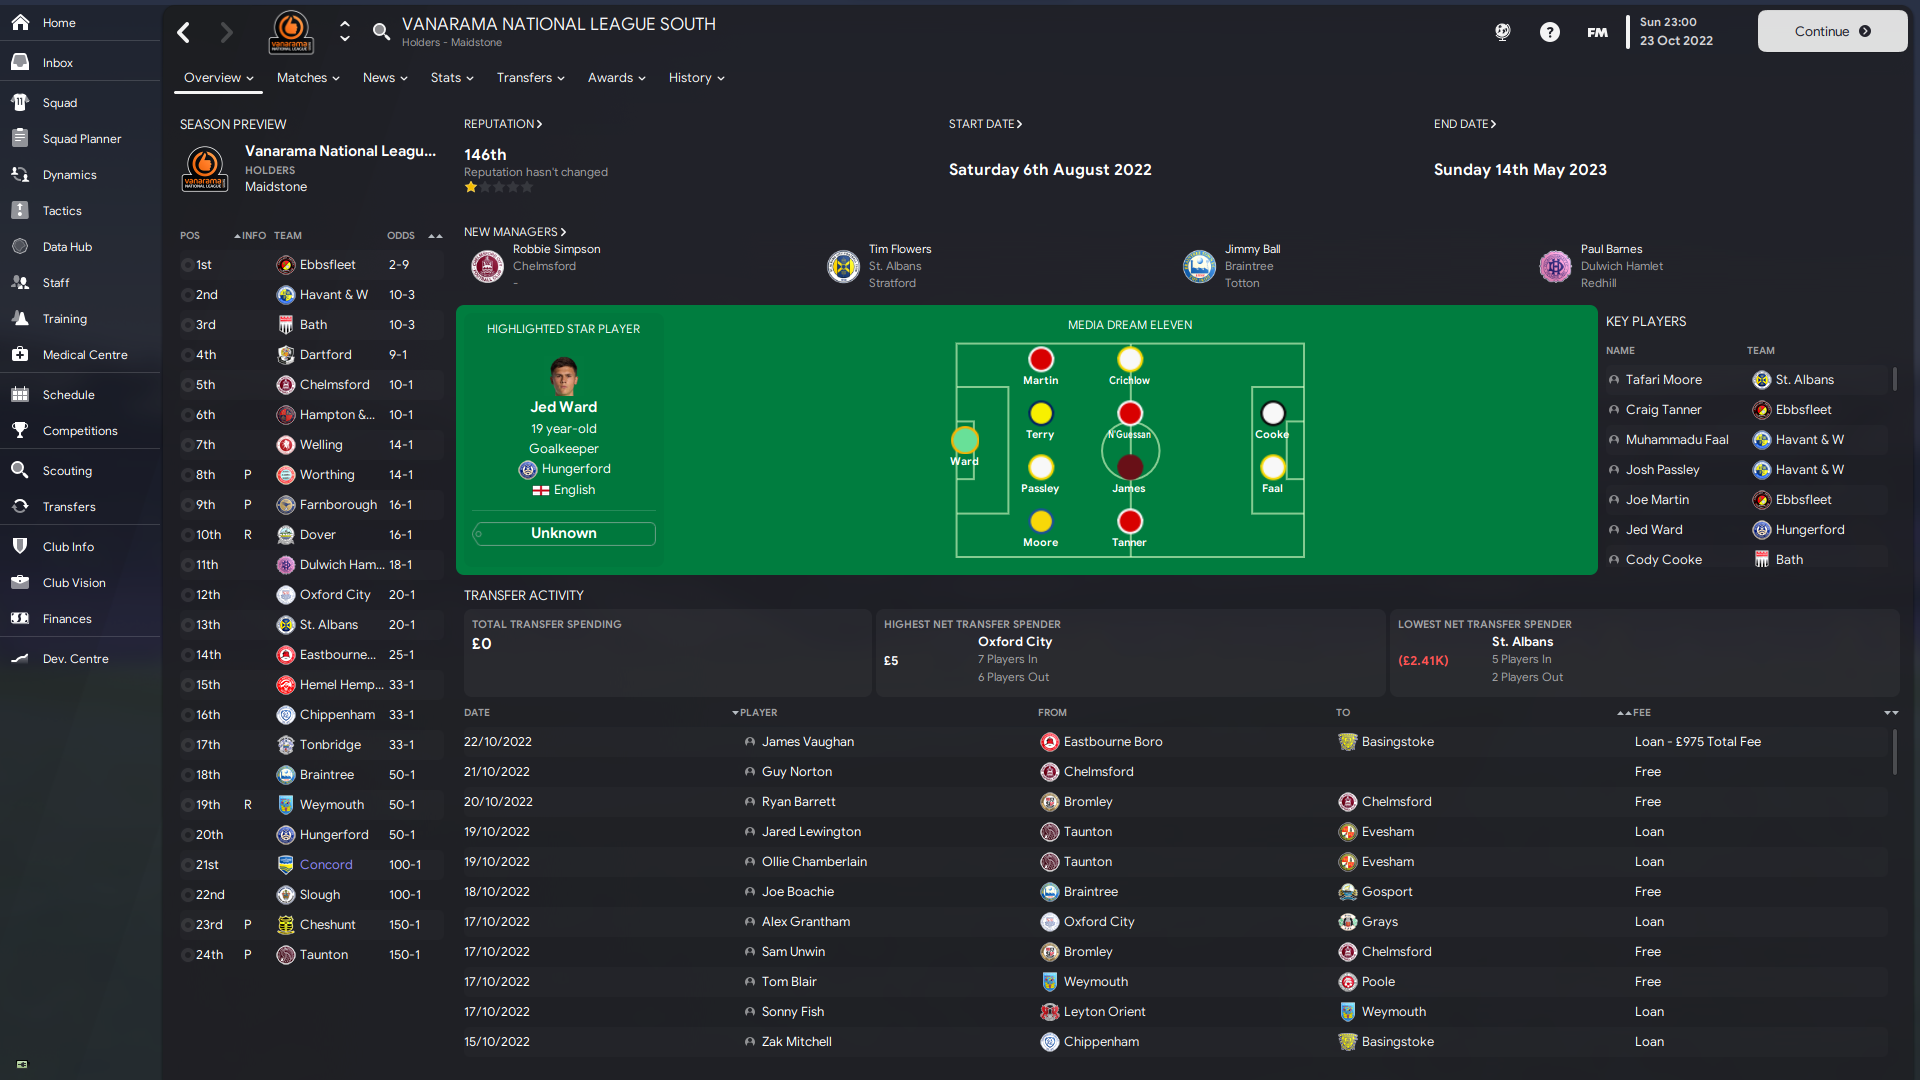 Home
Inbox
Squad
Squad Planner
Dynamics
Tactics
Data Hub
Staff
Training
Medical Centre
Schedule
Competitions
Scouting
Transfers
Club Info
Club Vision
Finances
Dev. Centre
VANARAMA NATIONAL LEAGUE SOUTH
Holders - Maidstone
FM
Sun 23:00
23 Oct 2022
Continue
Overview Matches News Stats Transfers Awards History
SEASON PREVIEW
Vanarama National Leagu...
HOLDERS
Maidstone
REPUTATION
146th
Reputation hasn't changed
START DATE
Saturday 6th August 2022
END DATE
Sunday 14th May 2023
POS INFO TEAM ODDS
1st Ebbsfleet 2-9
2nd Havant & W 10-3
3rd Bath 10-3
4th Dartford 9-1
5th Chelmsford 10-1
6th Hampton &... 10-1
7th Welling 14-1
8th P Worthing 14-1
9th P Farnborough 16-1
10th R Dover 16-1
11th Dulwich Ham... 18-1
12th Oxford City 20-1
13th St. Albans 20-1
14th Eastbourne... 25-1
15th Hemel Hemp... 33-1
16th Chippenham 33-1
17th Tonbridge 33-1
18th Braintree 50-1
19th R Weymouth 50-1
20th Hungerford 50-1
21st Concord 100-1
22nd Slough 100-1
23rd P Cheshunt 150-1
24th P Taunton 150-1
NEW MANAGERS
Robbie Simpson
Chelmsford
-
Tim Flowers
St. Albans
Stratford
Jimmy Ball
Braintree
Totton
Paul Barnes
Dulwich Hamlet
Redhill
HIGHLIGHTED STAR PLAYER
Jed Ward
19 year-old
Goalkeeper
Hungerford
English
Unknown
MEDIA DREAM ELEVEN
Martin Crichlow
Terry N'Guessan Cooke
Ward
Passley James Faal
Moore Tanner
KEY PLAYERS
NAME TEAM
Tafari Moore St. Albans
Craig Tanner Ebbsfleet
Muhammadu Faal Havant & W
Josh Passley Havant & W
Joe Martin Ebbsfleet
Jed Ward Hungerford
Cody Cooke Bath
TRANSFER ACTIVITY
TOTAL TRANSFER SPENDING
£0
HIGHEST NET TRANSFER SPENDER
Oxford City
£5
7 Players In
6 Players Out
LOWEST NET TRANSFER SPENDER
St. Albans
(£2.41K)
5 Players In
2 Players Out
DATE PLAYER FROM TO FEE
22/10/2022 James Vaughan Eastbourne Boro Basingstoke Loan - £975 Total Fee
21/10/2022 Guy Norton Chelmsford Free
20/10/2022 Ryan Barrett Bromley Chelmsford Free
19/10/2022 Jared Lewington Taunton Evesham Loan
19/10/2022 Ollie Chamberlain Taunton Evesham Loan
18/10/2022 Joe Boachie Braintree Gosport Free
17/10/2022 Alex Grantham Oxford City Grays Loan
17/10/2022 Sam Unwin Bromley Chelmsford Free
17/10/2022 Tom Blair Weymouth Poole Free
17/10/2022 Sonny Fish Leyton Orient Weymouth Loan
15/10/2022 Zak Mitchell Chippenham Basingstoke Loan